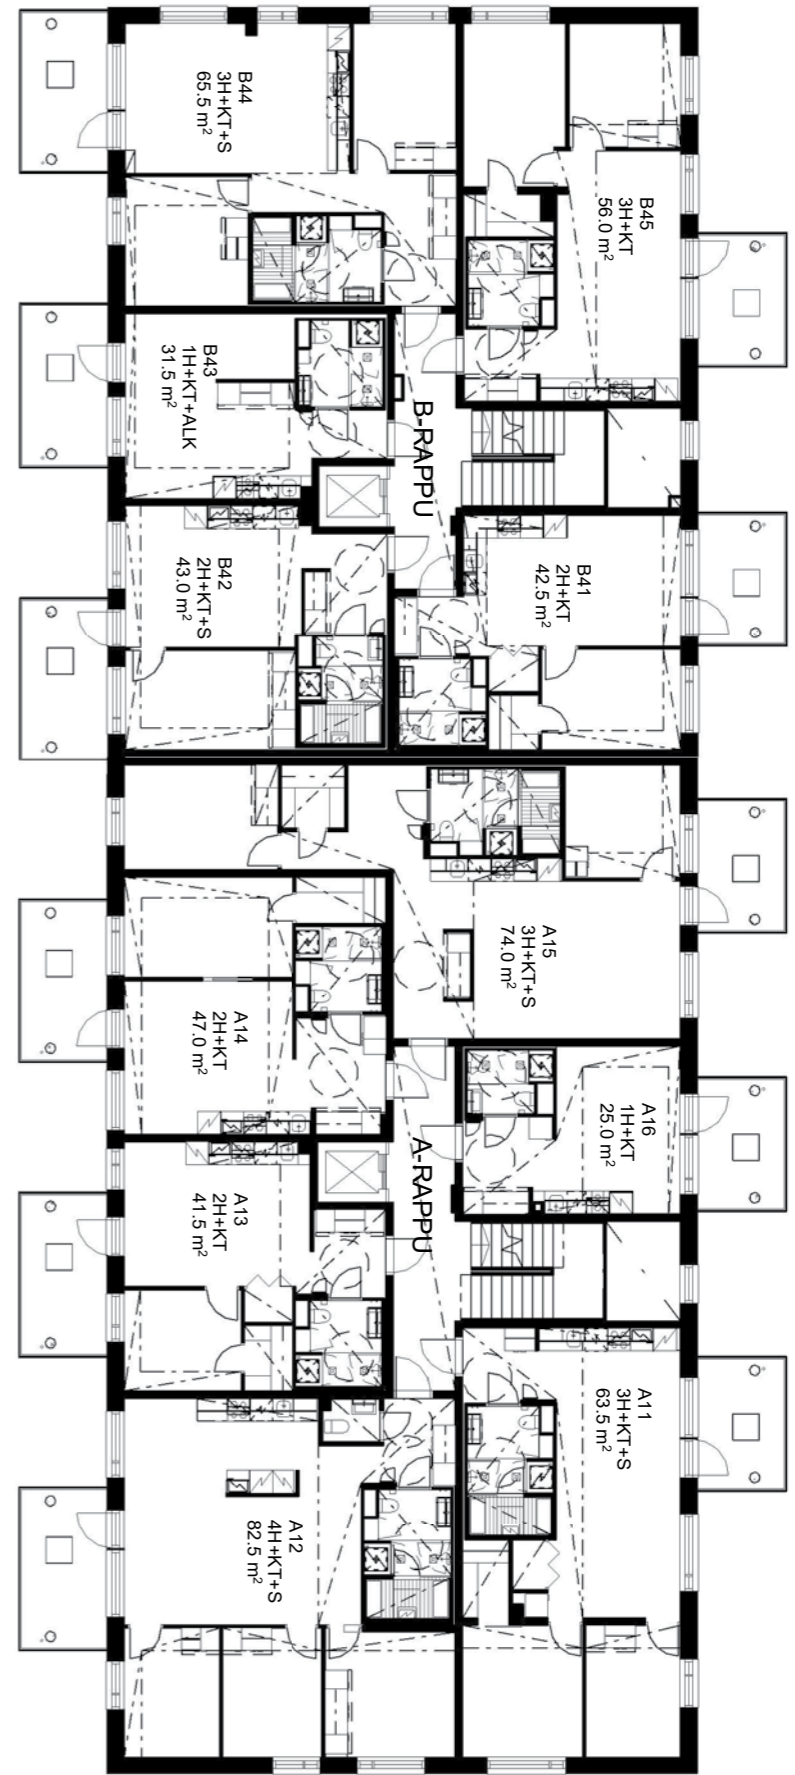 B44
3H+KT+S
65.5 m²
B45
3H+KT
56.0 m²
B43
1H+KT+ALK
31.5 m²
B-RAPPU
B42
2H+KT+S
43.0 m²
B41
2H+KT
42.5 m²
A15
3H+KT+S
74.0 m²
A14
2H+KT
47.0 m²
A16
1H+KT
25.0 m²
A-RAPPU
A13
2H+KT
41.5 m²
A11
3H+KT+S
63.5 m²
A12
4H+KT+S
82.5 m²